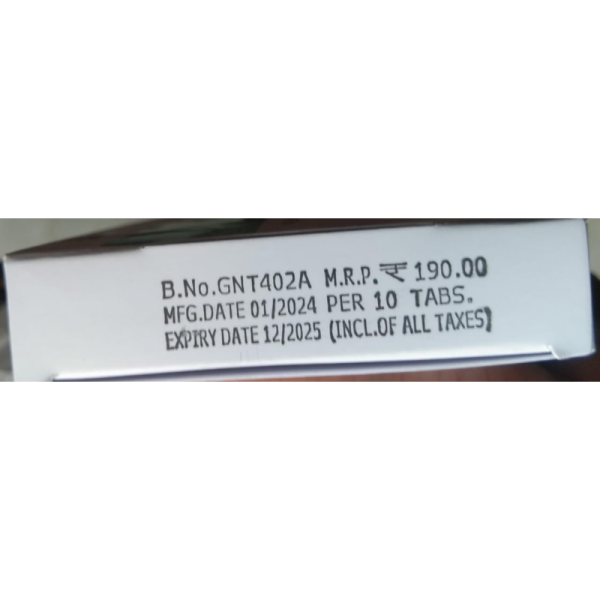 B.No.GNT402A M.R.P.₹ 190.00
MFG.DATE 01/2024 PER 10 TABS.
EXPIRY DATE 12/2025 (INCL.OF ALL TAXES)